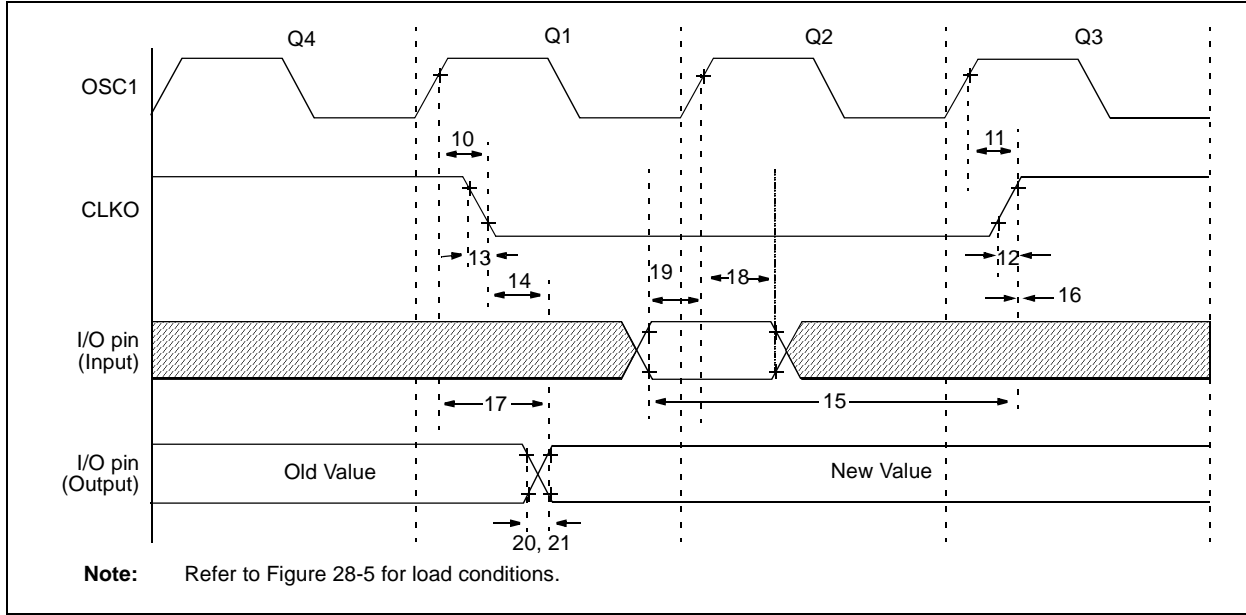 Q4 Q1 Q2 Q3
OSC1
10 11
CLKO
13 12
14 19 18 16
I/O pin
(Input)
17 15
I/O pin
(Output)
Old Value New Value
20, 21
Note: Refer to Figure 28-5 for load conditions.